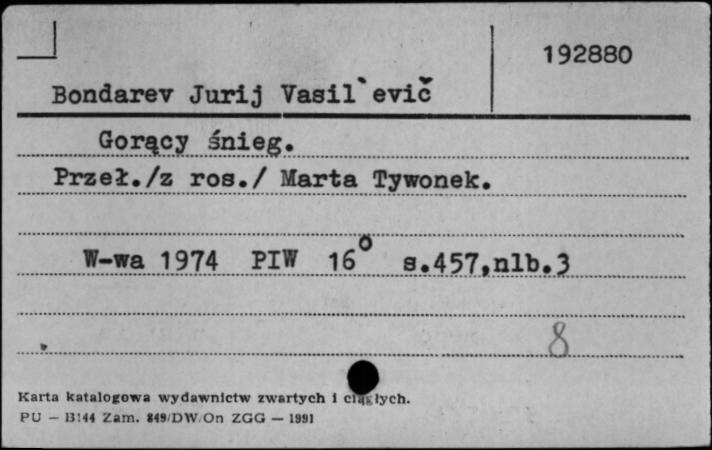 192880
Bondarev Jurij Vasil`evič
Gorący śnieg.
Przeł./z ros./ Marta Tywonek.
W-wa 1974 PIW 16° s.457,nlb.3
8
Karta katalogowa wydawnictw zwartych i ciągłych.
PU — B144 Zam. 849/DW/On ZGG — 1991